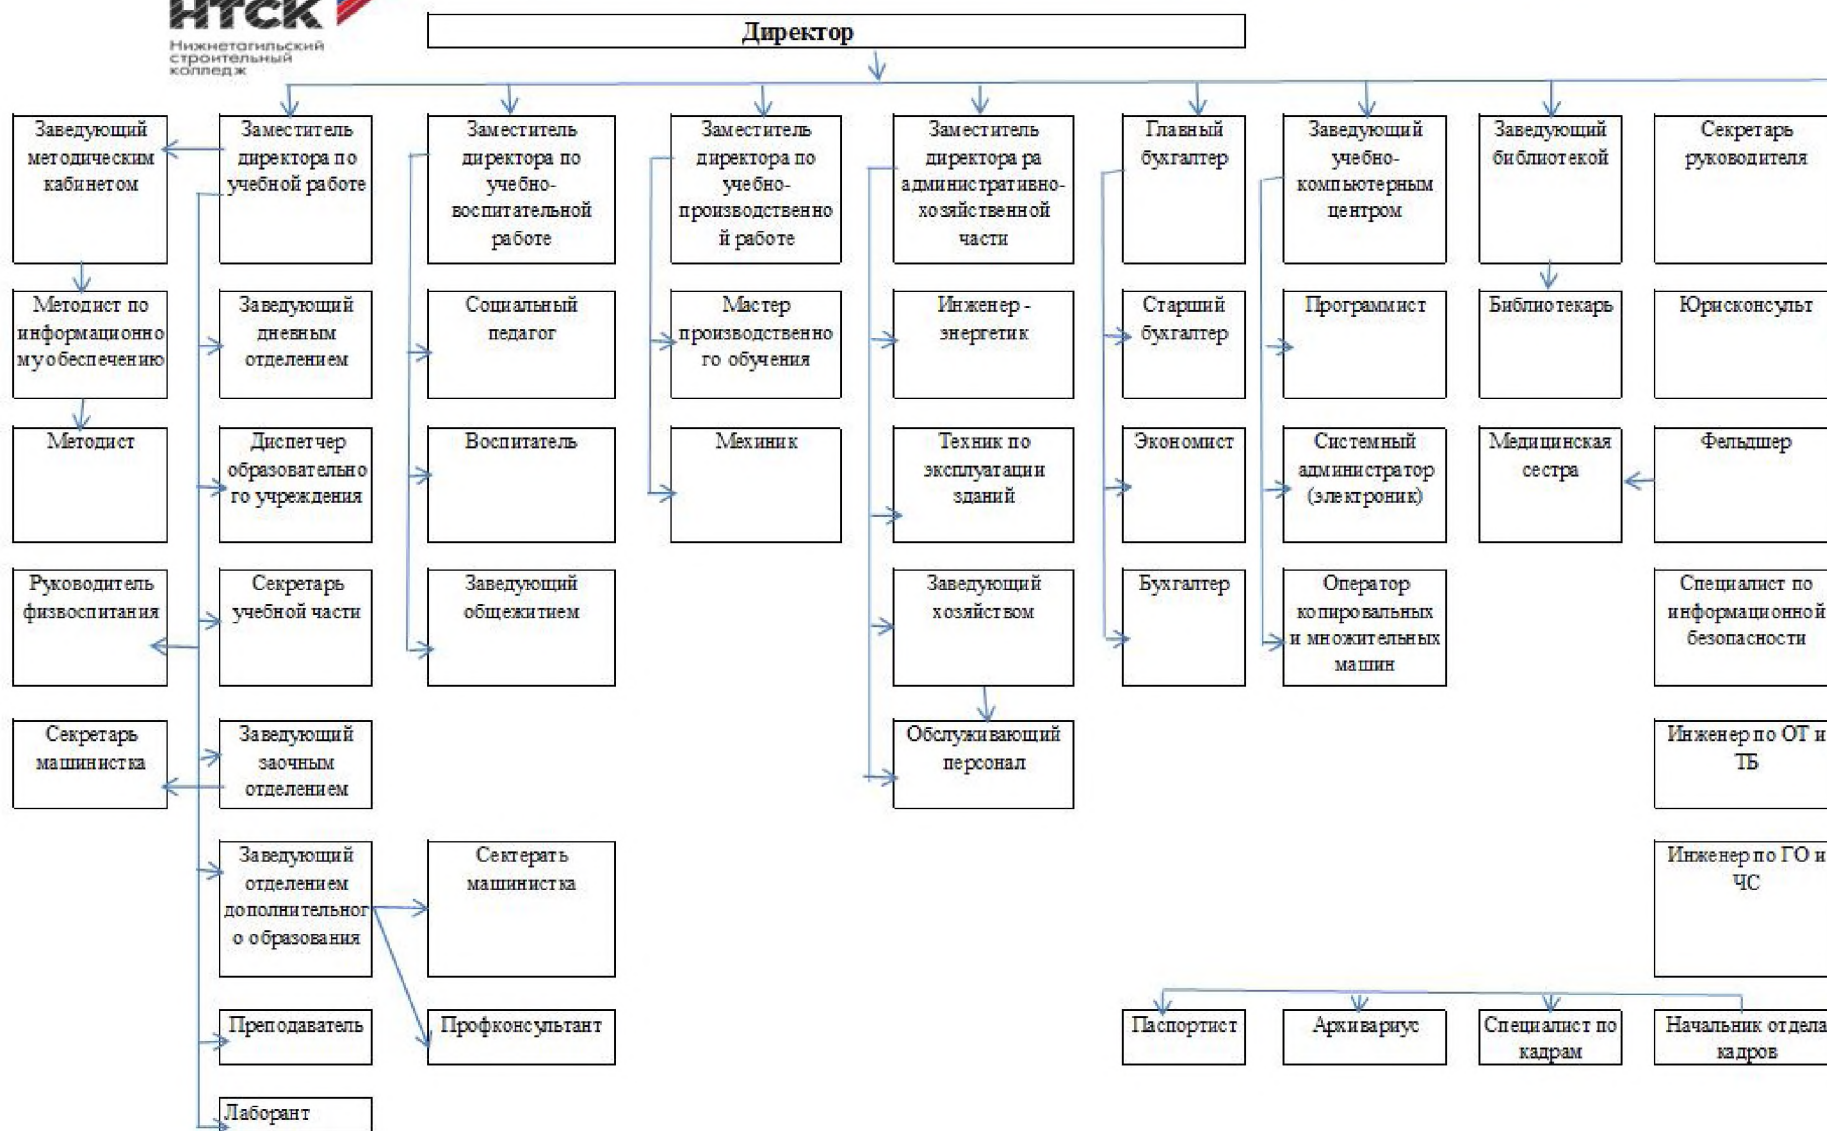 НТСК
Нижнетагильский
строительный
колледж
Директор
Заведующий
методическим
кабинетом
Заместитель
директора по
учебной работе
Заместитель
директора по
учебно-
воспитательной
работе
Заместитель
директора по
учебно-
производственно
й работе
Заместитель
директора ра
административно-
хозяйственной
части
Главный
бухгалтер
Заведующий
учебно-
компьютерным
центром
Заведующий
библиотекой
Секретарь
руководителя
Методист по
информационно
му обеспечению
Заведующий
дневным
отделением
Социальный
педагог
Мастер
производственно
го обучения
Инженер -
энергетик
Старший
бухгалтер
Программист
Библиотекарь
Юрисконсульт
Методист
Диспетчер
образовательно
го учреждения
Воспитатель
Мехиник
Техник по
эксплуатации
зданий
Экономист
Системный
администратор
(электроник)
Медицинская
сестра
Фельдшер
Руководитель
физвоспитания
Секретарь
учебной части
Заведующий
общежитием
Заведующий
хозяйством
Бухгалтер
Оператор
копировальных
и множительных
машин
Специалист по
информационной
безопасности
Секретарь
машинистка
Заведующий
заочным
отделением
Обслуживающий
персонал
Инженер по ОТ и
ТБ
Заведующий
отделением
дополнительног
о образования
Сектерать
машинистка
Инженер по ГО и
ЧС
Преподаватель
Профконсультант
Паспортист
Архивариус
Специалист по
кадрам
Начальник отдела
кадров
Лаборант